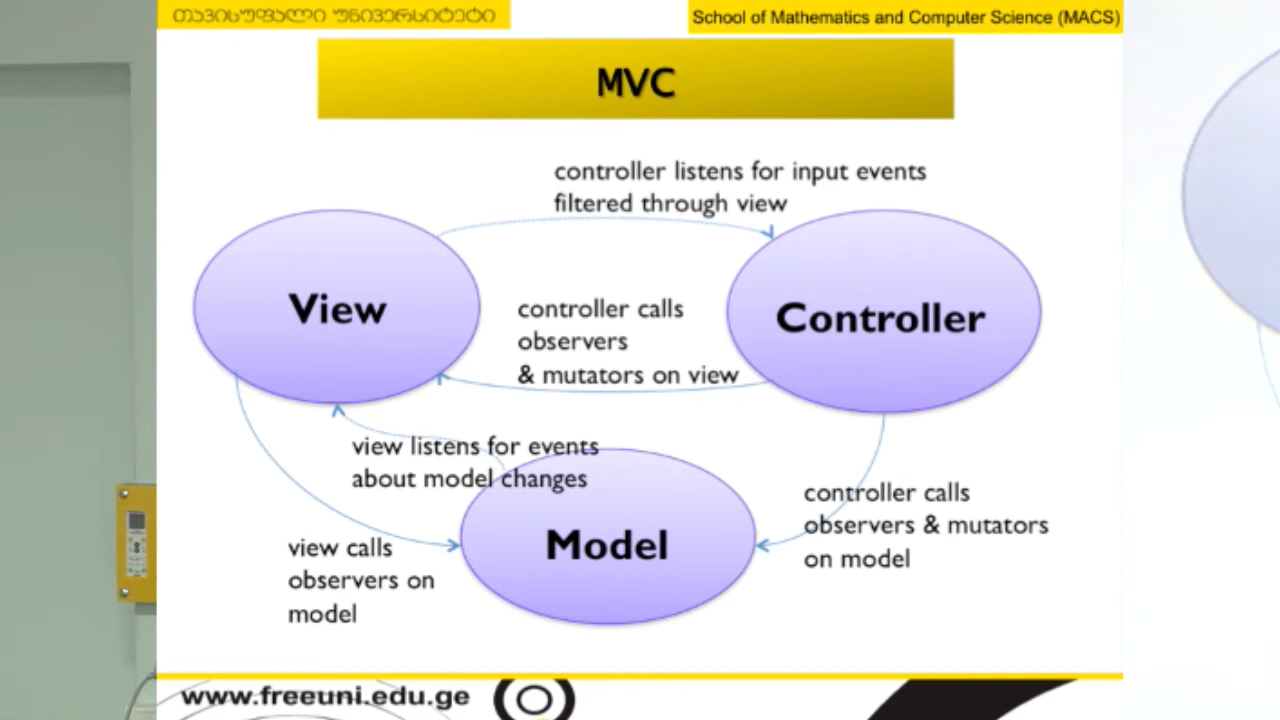 თავისუფალი უნივერსიტეტი
School of Mathematics and Computer Science (MACS)
MVC
controller listens for input events
filtered through view
View
Controller
controller calls
observers
& mutators on view
view listens for events
about model changes
Model
controller calls
observers & mutators
on model
view calls
observers on
model
www.freeuni.edu.ge